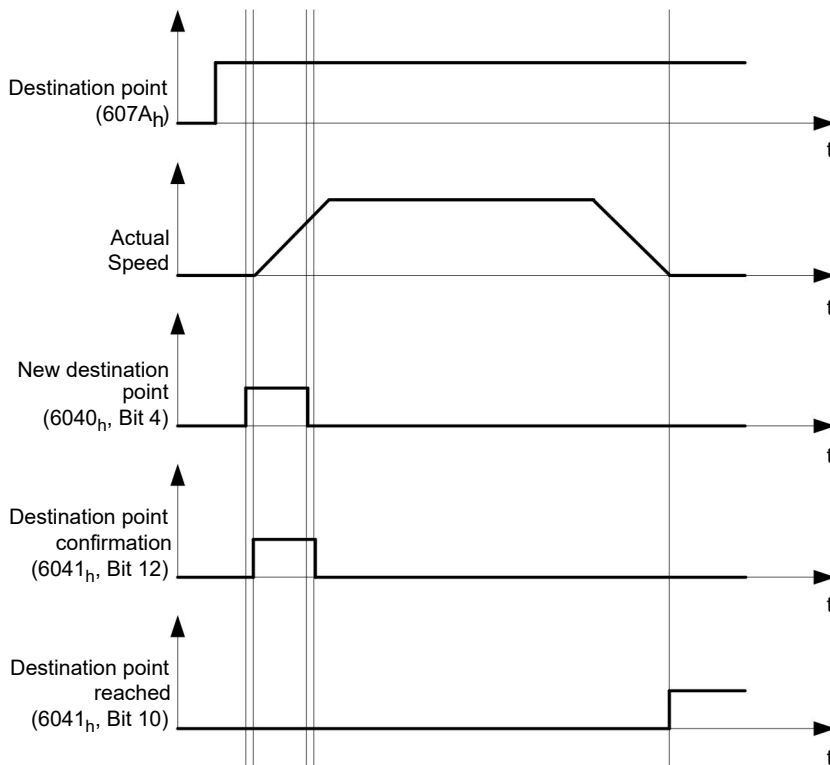 Destination point
(607Ah)
t
Actual
Speed
t
New destination
point
(6040h, Bit 4)
t
Destination point
confirmation
(6041h, Bit 12)
t
Destination point
reached
(6041h, Bit 10)
t